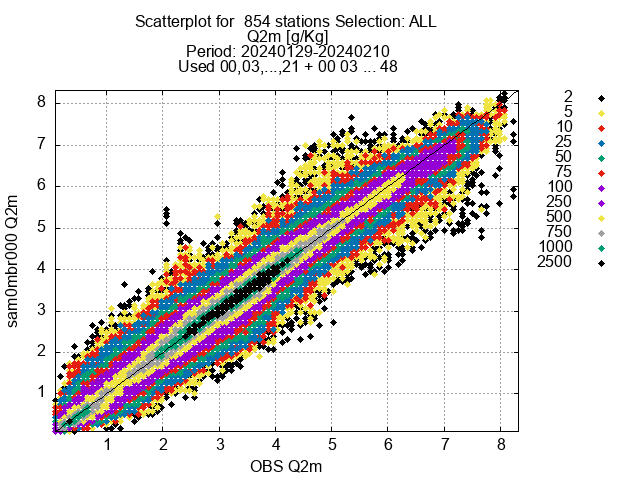 Scatterplot for  854 stations Selection: ALL
Q2m [g/Kg]
Period: 20240129-20240210
Used 00,03,...,21 + 00 03 ... 48
2
5
10
25
50
75
100
250
500
750
1000
2500
8
7
6
5
4
3
2
1
sam0mbr000 Q2m
1 2 3 4 5 6 7 8
OBS Q2m